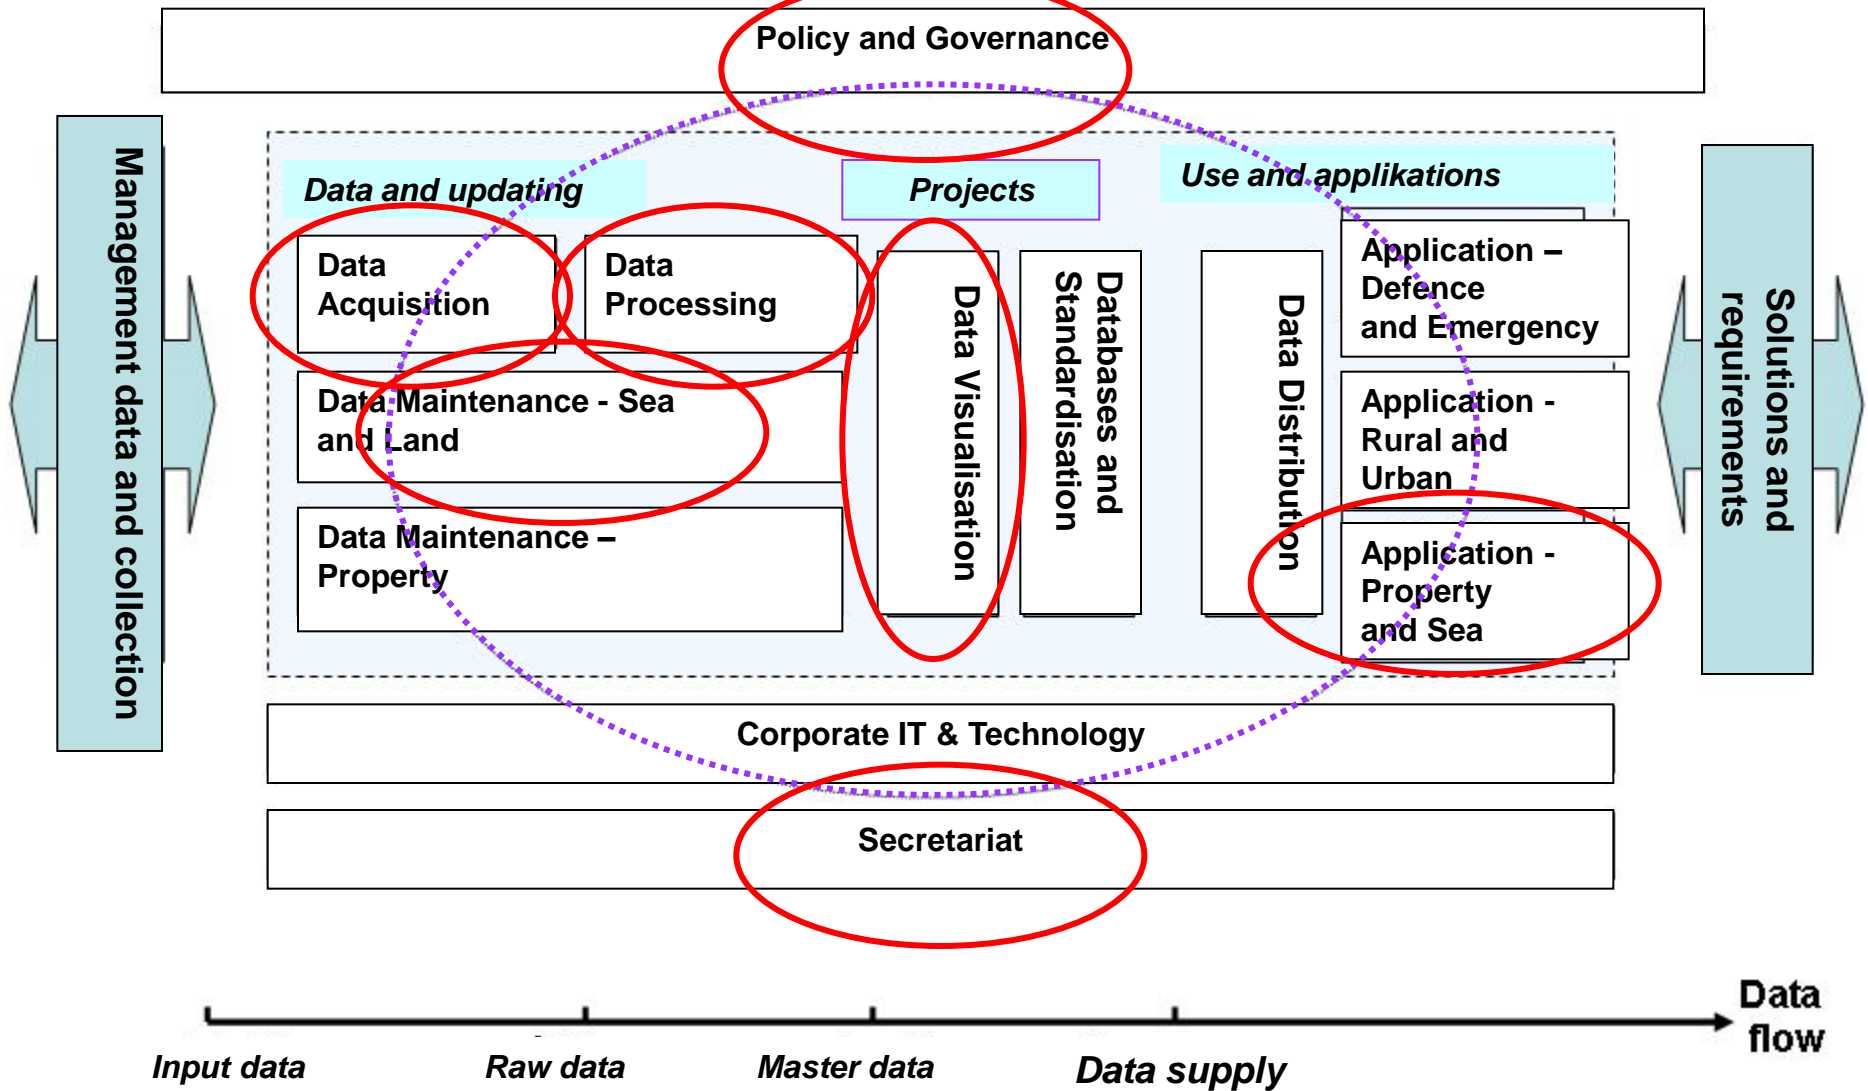 Policy and Governance
Management data and collection
Data and updating
Projects
Use and applikations
Data
Acquisition
Data
Processing
Data Maintenance - Sea
and Land
Data Maintenance –
Property
Data Visualisation
Databases and
Standardisation
Data Distribution
Application –
Defence
and Emergency
Application -
Rural and
Urban
Application -
Property
and Sea
Solutions and
requirements
Corporate IT & Technology
Secretariat
Data
flow
Input data
Raw data
Master data
Data supply